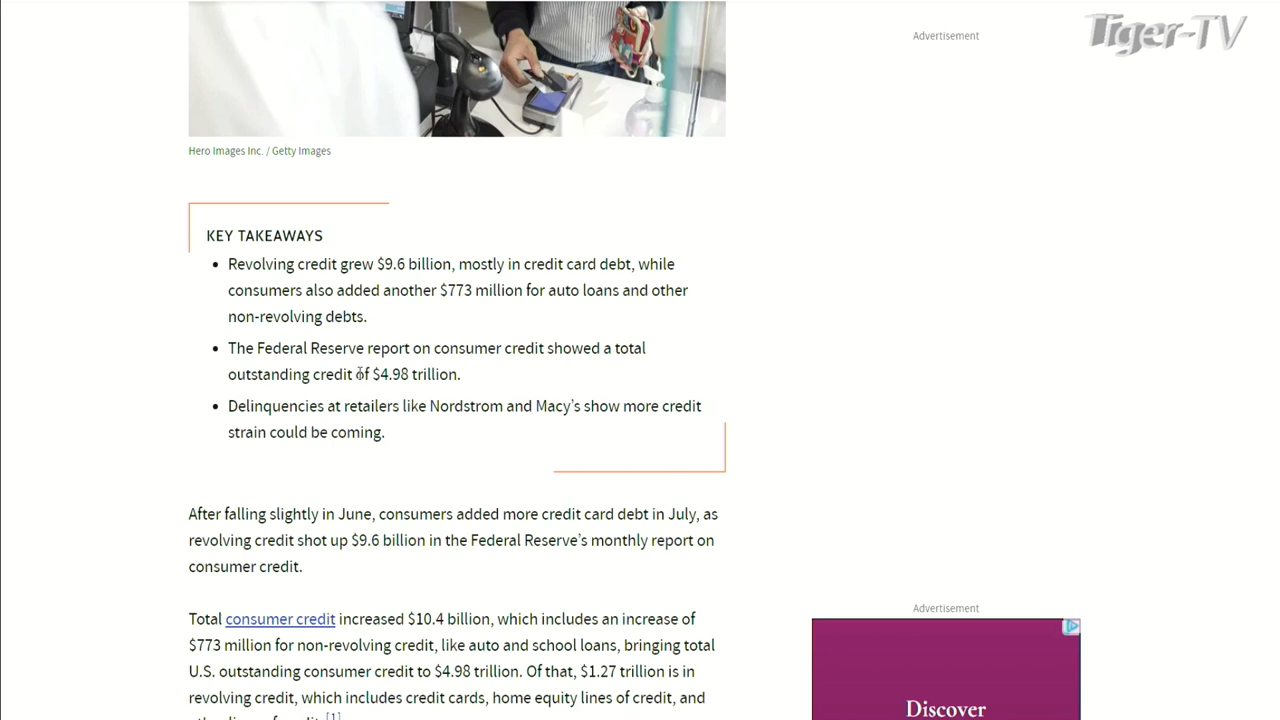 Advertisement
Tiger-TV
Hero Images Inc. / Getty Images
KEY TAKEAWAYS
• Revolving credit grew $9.6 billion, mostly in credit card debt, while
consumers also added another $773 million for auto loans and other
non-revolving debts.
• The Federal Reserve report on consumer credit showed a total
outstanding credit of $4.98 trillion.
• Delinquencies at retailers like Nordstrom and Macy’s show more credit
strain could be coming.
After falling slightly in June, consumers added more credit card debt in July, as
revolving credit shot up $9.6 billion in the Federal Reserve’s monthly report on
consumer credit.
Total consumer credit increased $10.4 billion, which includes an increase of
$773 million for non-revolving credit, like auto and school loans, bringing total
U.S. outstanding consumer credit to $4.98 trillion. Of that, $1.27 trillion is in
revolving credit, which includes credit cards, home equity lines of credit, and
[1]
Advertisement
Discover